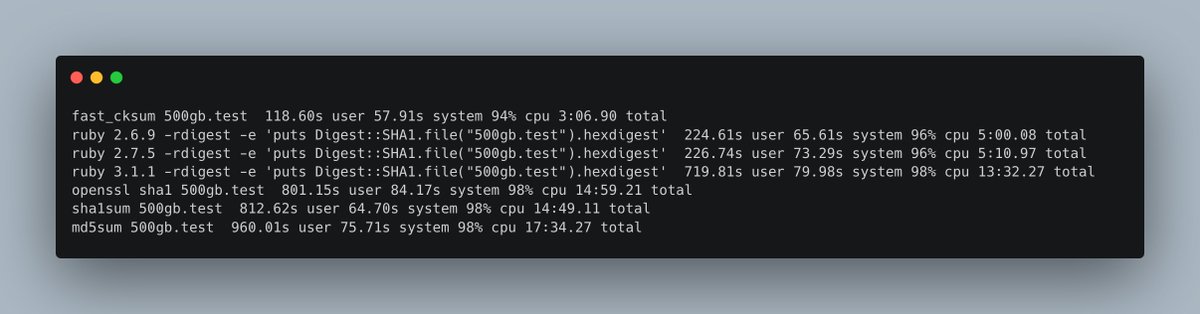 fast_cksum 500gb.test  118.60s user 57.91s system 94% cpu 3:06.90 total
ruby 2.6.9 -rdigest -e 'puts Digest::SHA1.file("500gb.test").hexdigest'  224.61s user 65.61s system 96% cpu 5:00.08 total
ruby 2.7.5 -rdigest -e 'puts Digest::SHA1.file("500gb.test").hexdigest'  226.74s user 73.29s system 96% cpu 5:10.97 total
ruby 3.1.1 -rdigest -e 'puts Digest::SHA1.file("500gb.test").hexdigest'  719.81s user 79.98s system 98% cpu 13:32.27 total
openssl sha1 500gb.test  801.15s user 84.17s system 98% cpu 14:59.21 total
sha1sum 500gb.test  812.62s user 64.70s system 98% cpu 14:49.11 total
md5sum 500gb.test  960.01s user 75.71s system 98% cpu 17:34.27 total